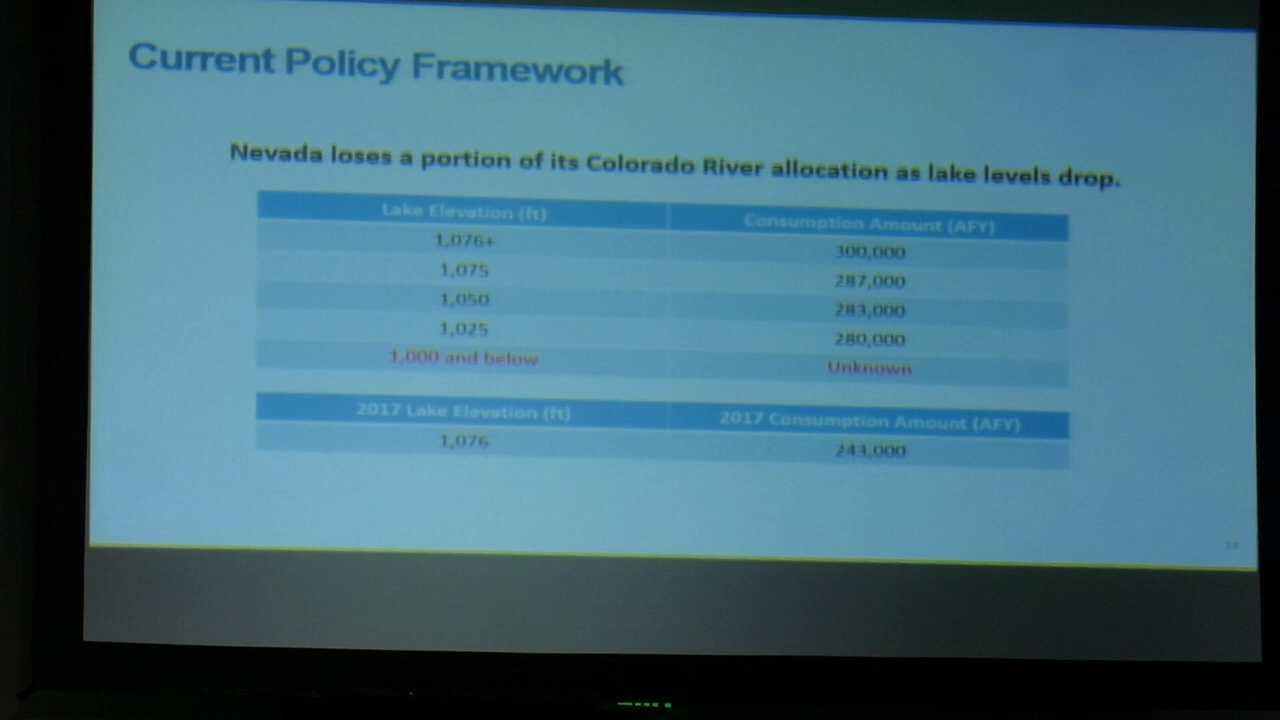 Current Policy Framework
Nevada loses a portion of its Colorado River allocation as lake levels drop.
Lake Elevation (ft) Consumption Amount (AFY)
1,076+ 300,000
1,075 287,000
1,050 283,000
1,025 280,000
1,000 and below Unknown
2017 Lake Elevation (ft) 2017 Consumption Amount (AFY)
1,076 243,000